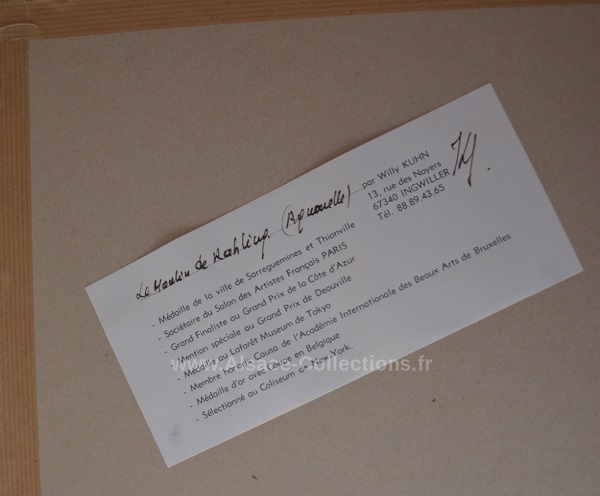 Le Moulin de Rahling (Aquarelle) par Willy KUHN
13, rue des Noyers
67340 INGWILLER
Tél. 88.89.43.65
- Médaille de la ville de Sarreguemines et Thionville
- Sociétaire du Salon des Artistes Français PARIS
- Grand Finaliste au Grand Prix de la Côte d'Azur
- Mention spéciale au Grand Prix de Deauville
- Médaille au Laforêt Museum de Tokyo
- Membre honoris Causa de l'Académie Internationale des Beaux Arts de Bruxelles
- Médaille d'or avec Coupe en Belgique
- Sélectionné au Coliseum de New-York
www.Alsace-Collections.fr